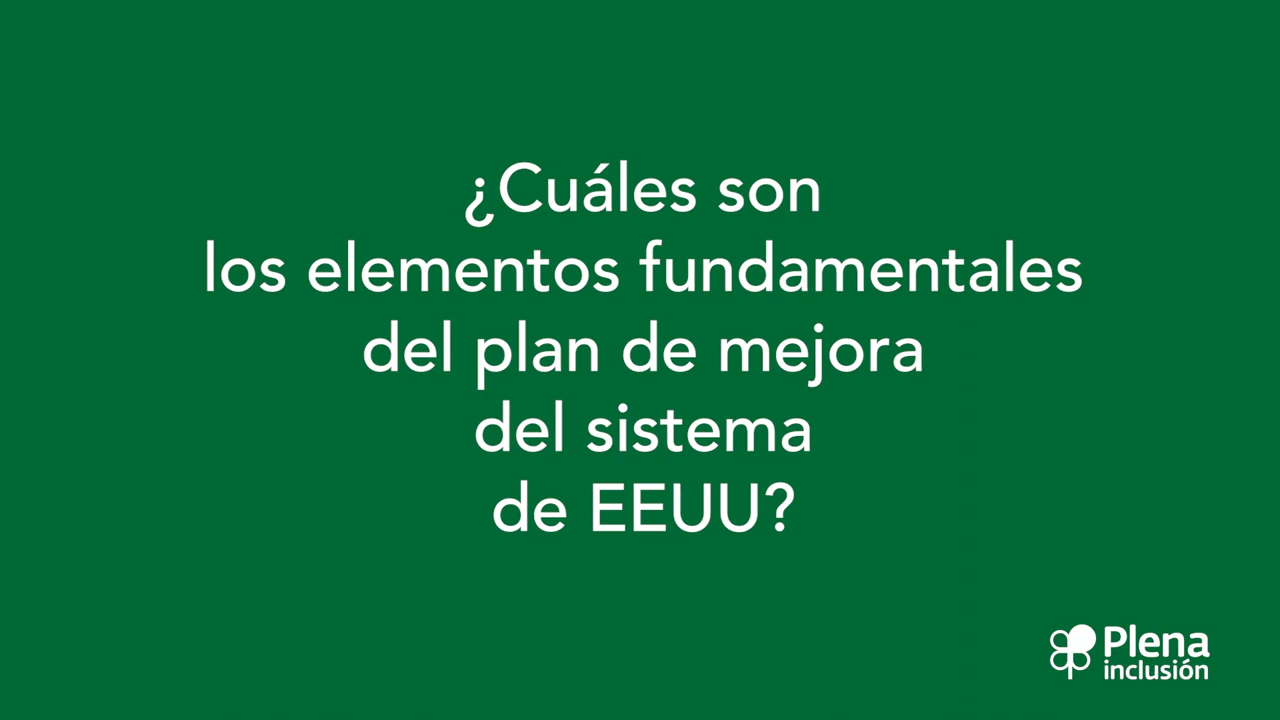 ¿Cuáles son
los elementos fundamentales
del plan de mejora
del sistema
de EEUU?
Plena
inclusión